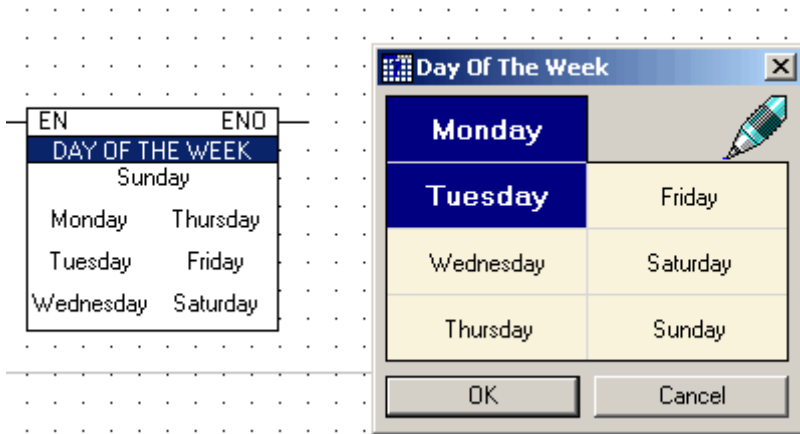 EN ENO
DAY OF THE WEEK
Sunday
Monday Thursday
Tuesday Friday
Wednesday Saturday
Day Of The Week
Monday
Tuesday Friday
Wednesday Saturday
Thursday Sunday
OK Cancel